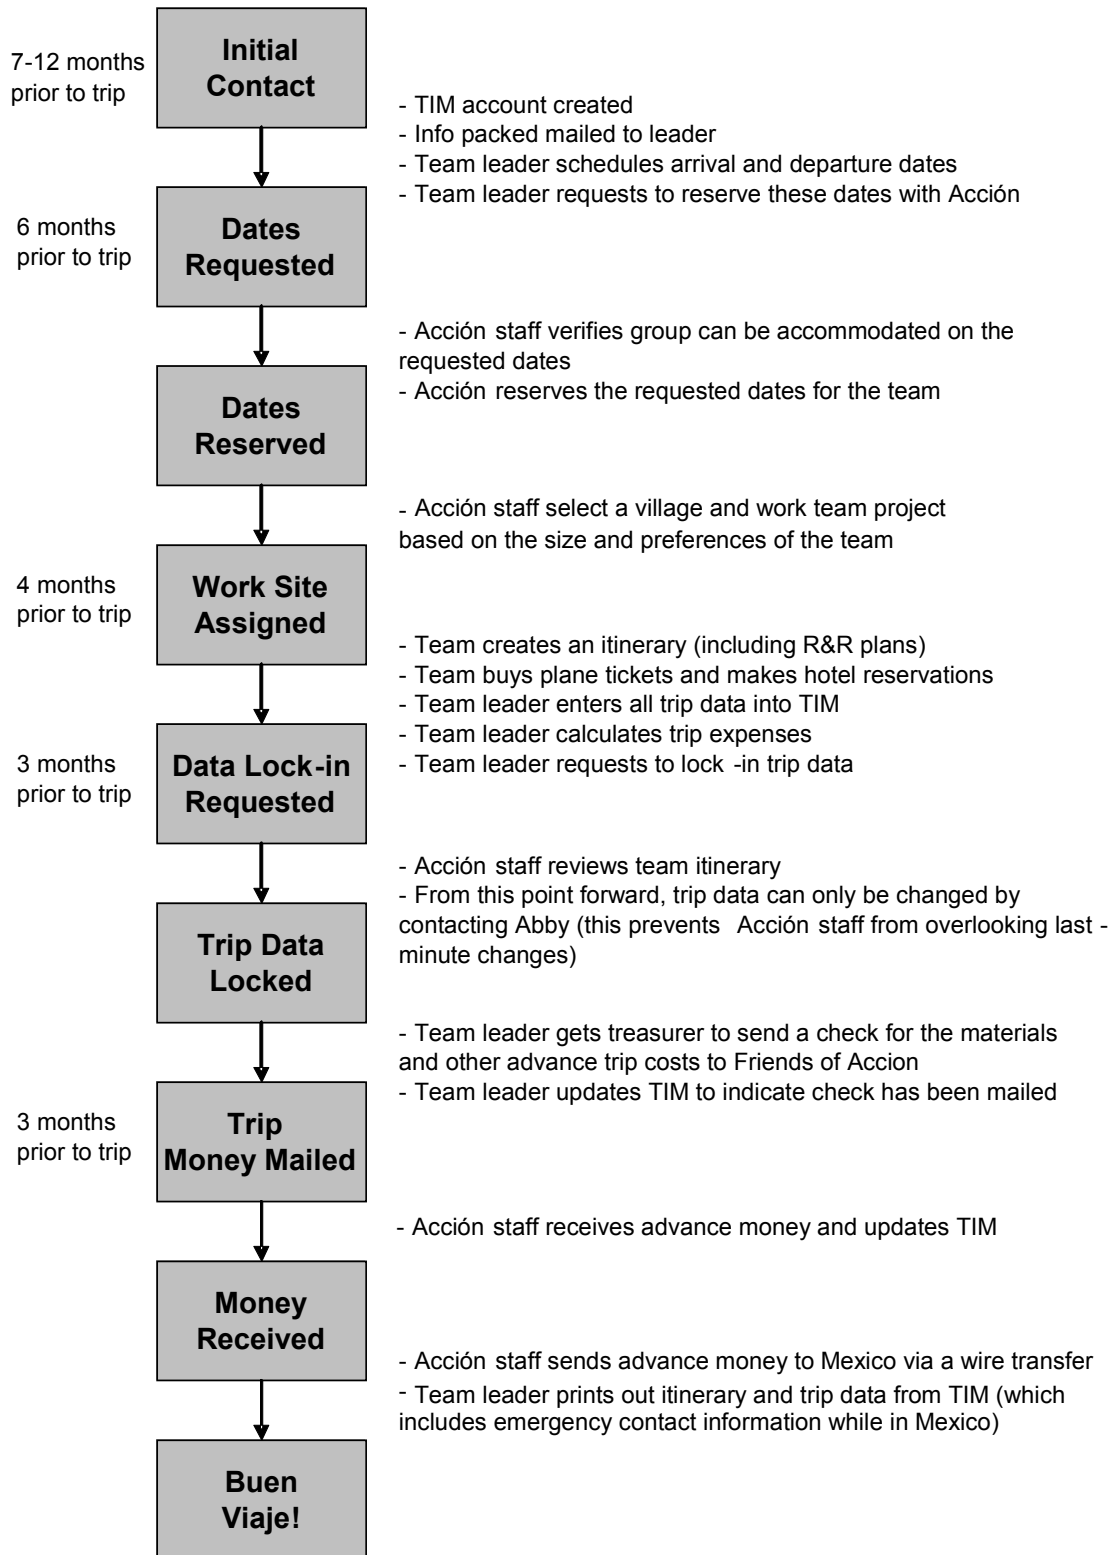 7-12 months
prior to trip
Initial
Contact
- TIM account created
- Info packed mailed to leader
- Team leader schedules arrival and departure dates
- Team leader requests to reserve these dates with Acción
6 months
prior to trip
Dates
Requested
- Acción staff verifies group can be accommodated on the
requested dates
- Acción reserves the requested dates for the team
Dates
Reserved
- Acción staff select a village and work team project
based on the size and preferences of the team
4 months
prior to trip
Work Site
Assigned
- Team creates an itinerary (including R&R plans)
- Team buys plane tickets and makes hotel reservations
- Team leader enters all trip data into TIM
- Team leader calculates trip expenses
- Team leader requests to lock -in trip data
3 months
prior to trip
Data Lock-in
Requested
- Acción staff reviews team itinerary
- From this point forward, trip data can only be changed by
contacting Abby (this prevents Acción staff from overlooking last -
minute changes)
Trip Data
Locked
- Team leader gets treasurer to send a check for the materials
and other advance trip costs to Friends of Accion
- Team leader updates TIM to indicate check has been mailed
3 months
prior to trip
Trip
Money Mailed
- Acción staff receives advance money and updates TIM
Money
Received
- Acción staff sends advance money to Mexico via a wire transfer
- Team leader prints out itinerary and trip data from TIM (which
includes emergency contact information while in Mexico)
Buen
Viaje!